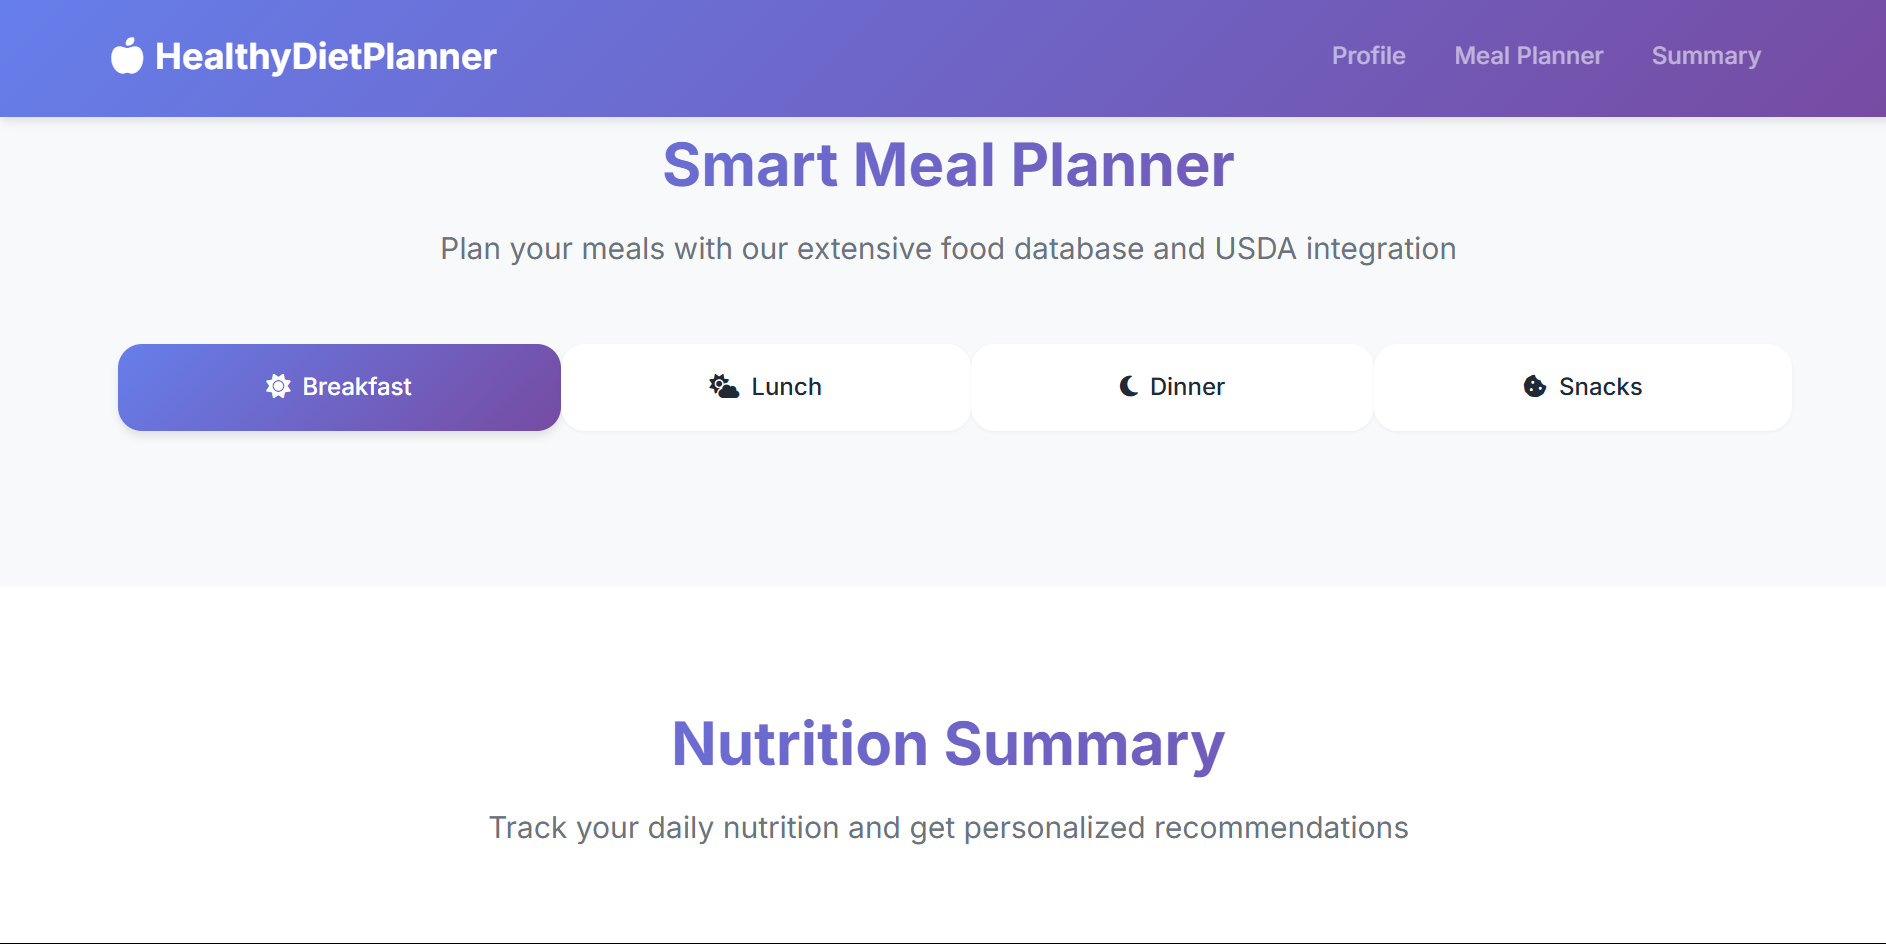 HealthyDietPlanner
Profile Meal Planner Summary
Smart Meal Planner
Plan your meals with our extensive food database and USDA integration
Breakfast Lunch Dinner Snacks
Nutrition Summary
Track your daily nutrition and get personalized recommendations